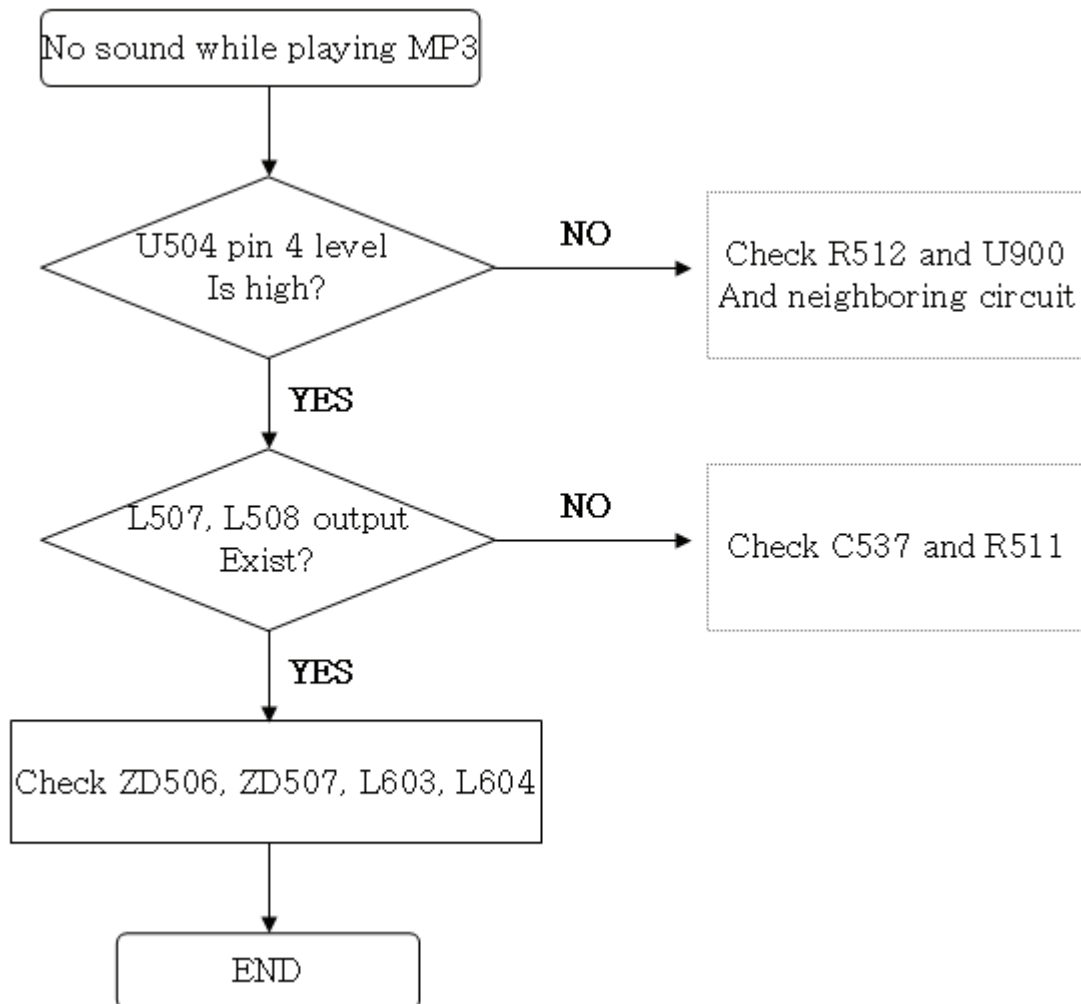 No sound while playing MP3
U504 pin 4 level
Is high?
NO
Check R512 and U900
And neighboring circuit
YES
L507, L508 output
Exist?
NO
Check C537 and R511
YES
Check ZD506, ZD507, L603, L604
END